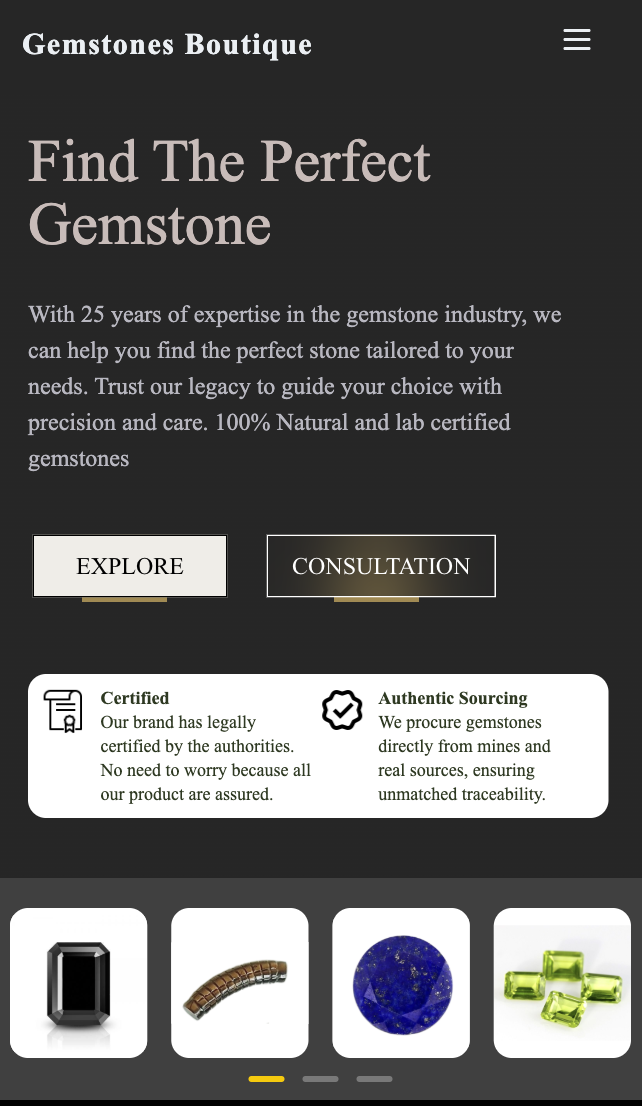 Gemstones Boutique
Find The Perfect
Gemstone
With 25 years of expertise in the gemstone industry, we
can help you find the perfect stone tailored to your
needs. Trust our legacy to guide your choice with
precision and care. 100% Natural and lab certified
gemstones
EXPLORE
CONSULTATION
Certified
Our brand has legally
certified by the authorities.
No need to worry because all
our product are assured.
Authentic Sourcing
We procure gemstones
directly from mines and
real sources, ensuring
unmatched traceability.